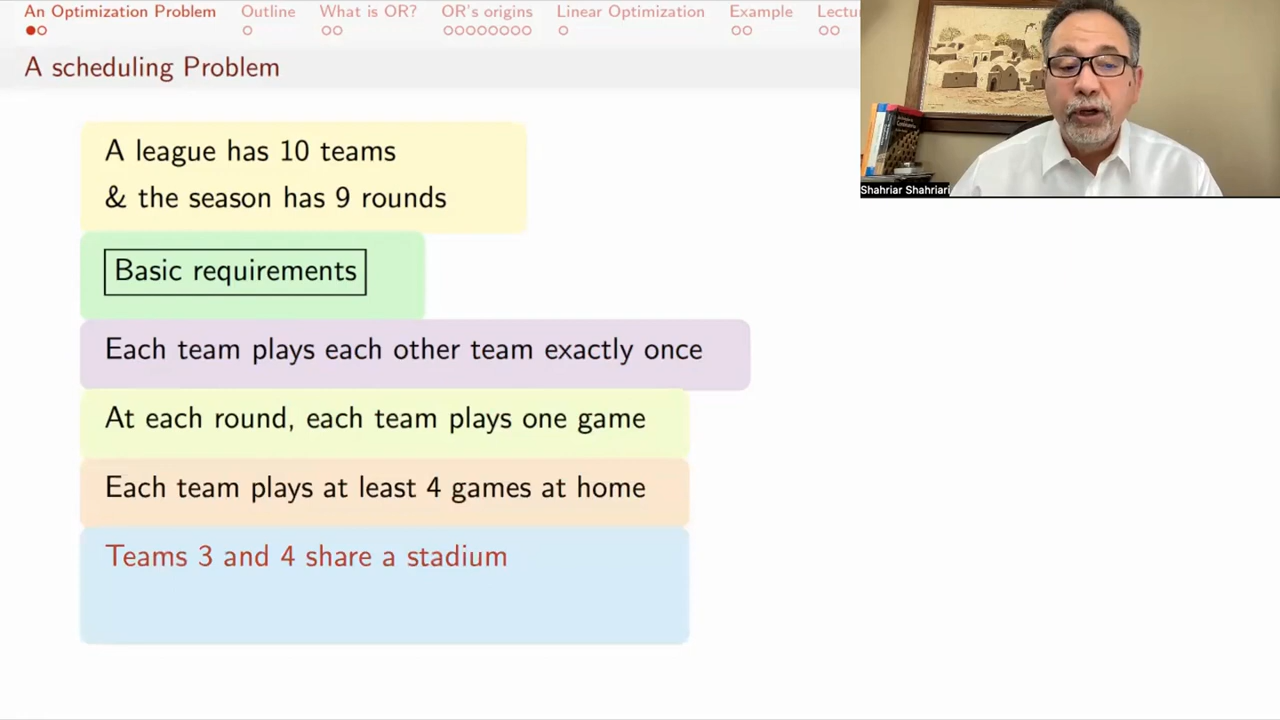 An Optimization Problem Outline What is OR? OR's origins Linear Optimization Example Lectu
A scheduling Problem
A league has 10 teams
& the season has 9 rounds
Basic requirements
Each team plays each other team exactly once
At each round, each team plays one game
Each team plays at least 4 games at home
Teams 3 and 4 share a stadium
Shahriar Shahriari